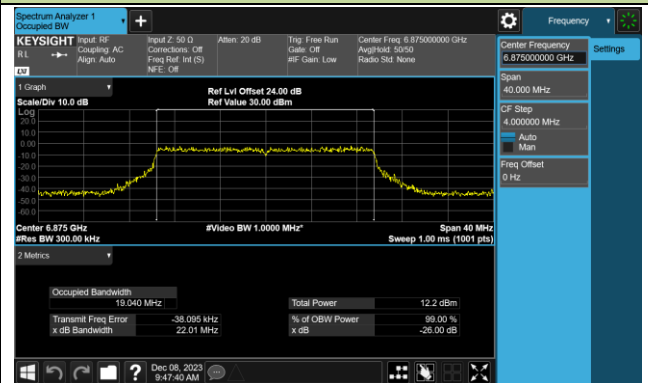 Spectrum Analyzer 1
Occupied BW
Frequency
KEYSIGHT
RL
LXI
Input: RF
Coupling: AC
Align: Auto
Input Z: 50 Ω
Corrections: Off
Freq Ref: Int (S)
NFE: Off
Atten: 20 dB
Trig: Free Run
Gate: Off
#IF Gain: Low
Center Freq: 6.875000000 GHz
Avg|Hold: 50/50
Radio Std: None
Center Frequency
6.875000000 GHz
Settings
Span
40.000 MHz
CF Step
4.000000 MHz
Auto
Man
Freq Offset
0 Hz
1 Graph
Scale/Div 10.0 dB
Ref Lvl Offset 24.00 dB
Ref Value 30.00 dBm
Log
20.0
10.0
0.00
-10.0
-20.0
-30.0
-40.0
-50.0
-60.0
Center 6.875 GHz
#Video BW 1.0000 MHz*
Span 40 MHz
#Res BW 300.00 kHz
Sweep 1.00 ms (1001 pts)
2 Metrics
Occupied Bandwidth
19.040 MHz
Total Power 12.2 dBm
Transmit Freq Error -38.095 kHz
% of OBW Power 99.00 %
x dB Bandwidth 22.01 MHz
x dB -26.00 dB
Dec 08, 2023
9:47:40 AM